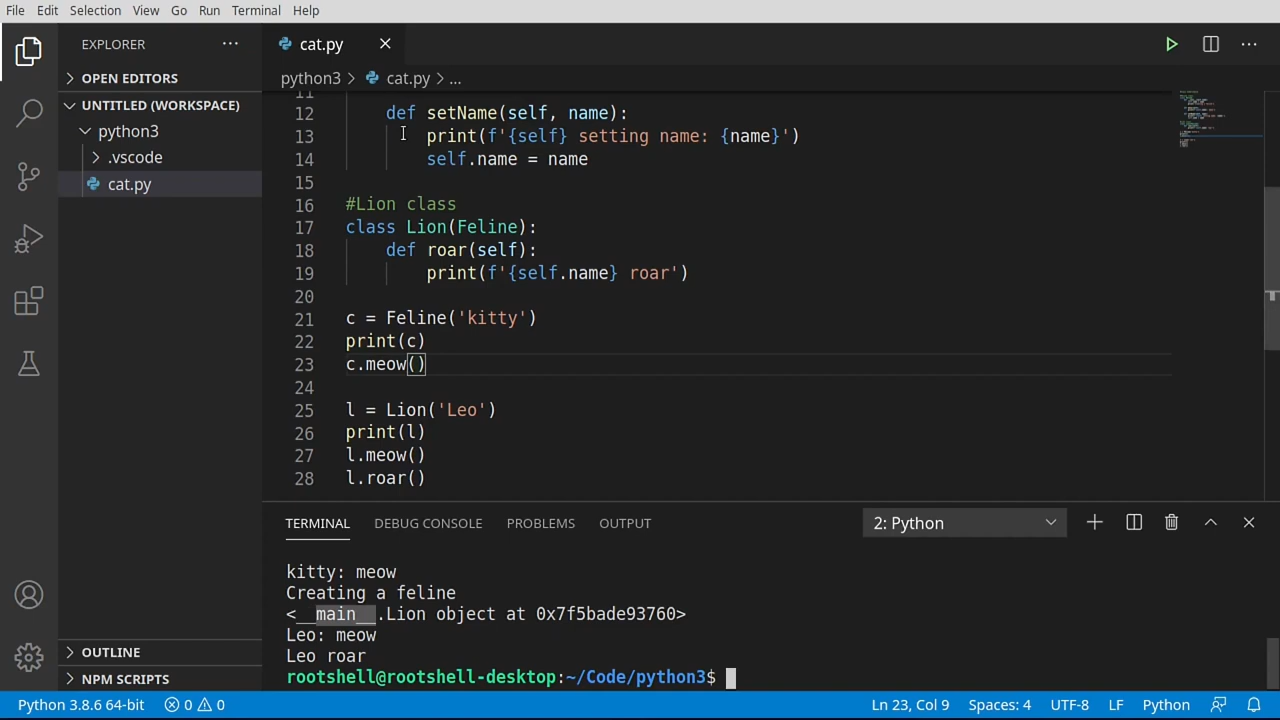 File Edit Selection View Go Run Terminal Help
EXPLORER ...
OPEN EDITORS
UNTITLED (WORKSPACE)
python3
.vscode
cat.py
OUTLINE
NPM SCRIPTS
cat.py
python3 > cat.py > ...
11
12 def setName(self, name):
13 print(f'{self} setting name: {name}')
14 self.name = name
15
16 #Lion class
17 class Lion(Feline):
18 def roar(self):
19 print(f'{self.name} roar')
20
21 c = Feline('kitty')
22 print(c)
23 c.meow()
24
25 l = Lion('Leo')
26 print(l)
27 l.meow()
28 l.roar()
TERMINAL DEBUG CONSOLE PROBLEMS OUTPUT 2: Python
kitty: meow
Creating a feline
<__main__.Lion object at 0x7f5bade93760>
Leo: meow
Leo roar
rootshell@rootshell-desktop:~/Code/python3$
Python 3.8.6 64-bit 0 0 Ln 23, Col 9 Spaces: 4 UTF-8 LF Python